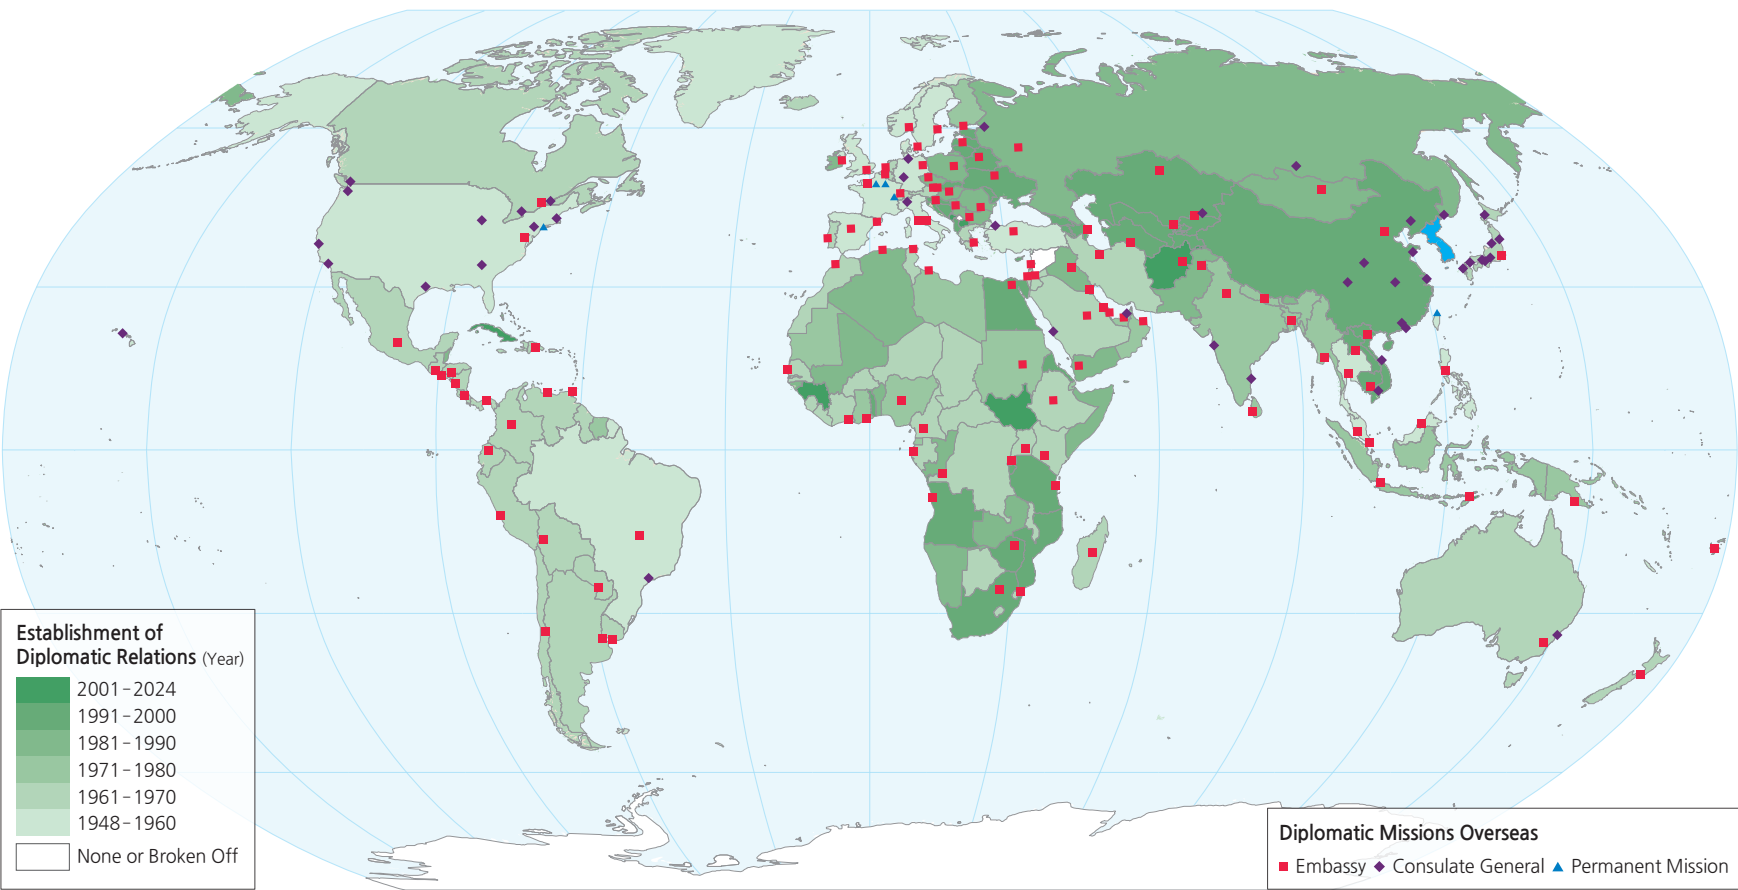 Establishment of
Diplomatic Relations (Year)
2001–2024
1991–2000
1981–1990
1971–1980
1961–1970
1948–1960
None or Broken Off
Diplomatic Missions Overseas
Embassy Consulate General Permanent Mission